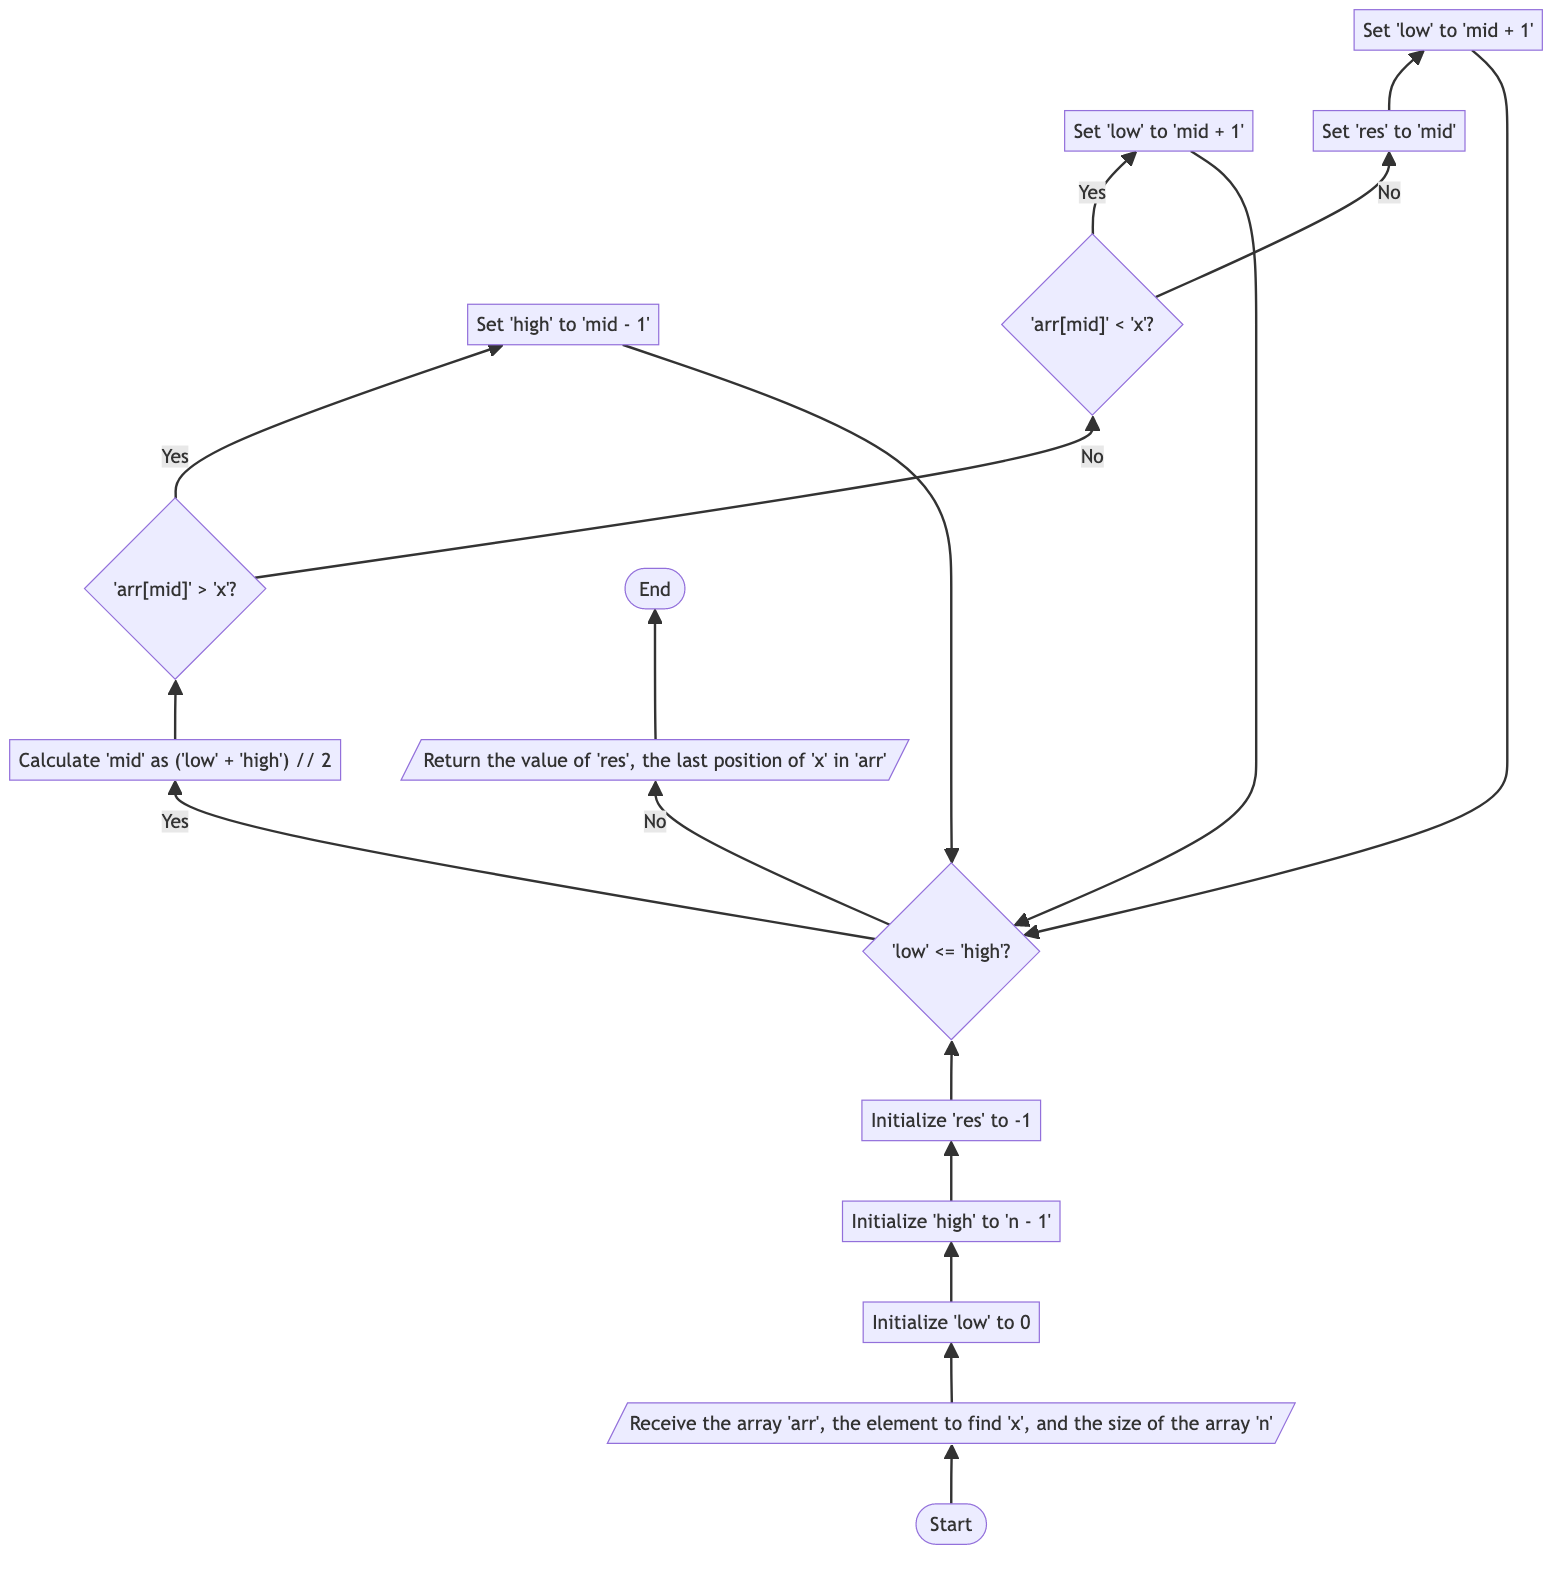 Set 'low' to 'mid + 1'
Set 'low' to 'mid + 1'
Set 'res' to 'mid'
Yes
No
Set 'high' to 'mid - 1'
'arr[mid]' < 'x'?
Yes
No
'arr[mid]' > 'x'?
End
Calculate 'mid' as ('low' + 'high') // 2
Return the value of 'res', the last position of 'x' in 'arr'
Yes
No
'low' <= 'high'?
Initialize 'res' to -1
Initialize 'high' to 'n - 1'
Initialize 'low' to 0
Receive the array 'arr', the element to find 'x', and the size of the array 'n'
Start